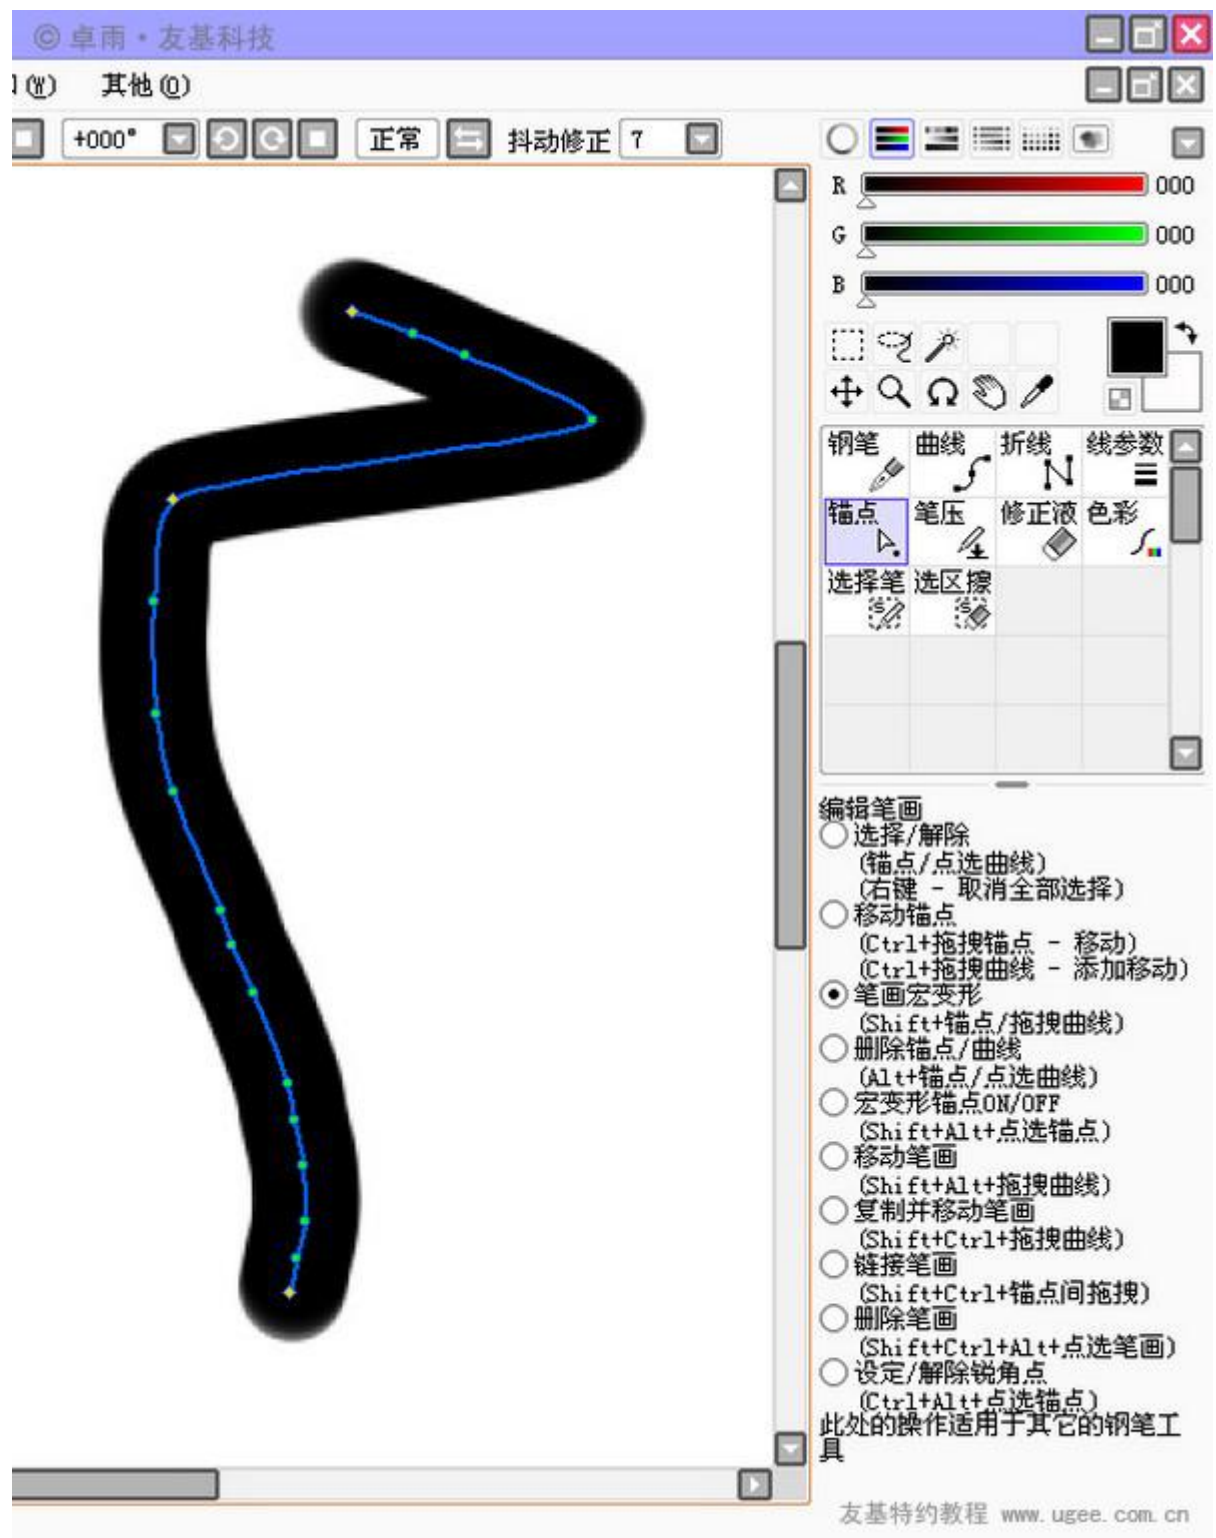 © 卓雨·友基科技
(W) 其他(O)
+000° 正常 抖动修正 7
R 000
G 000
B 000
钢笔 曲线 折线 线参数
锚点 笔压 修正液 色彩
选择笔 选区擦
编辑笔画
选择/解除
(锚点/点选曲线)
(右键 - 取消全部选择)
移动锚点
(Ctrl+拖拽锚点 - 移动)
(Ctrl+拖拽曲线 - 添加移动)
笔画宏变形
(Shift+锚点/拖拽曲线)
删除锚点/曲线
(Alt+锚点/点选曲线)
宏变形锚点ON/OFF
(Shift+Alt+点选锚点)
移动笔画
(Shift+Alt+拖拽曲线)
复制并移动笔画
(Shift+Ctrl+拖拽曲线)
链接笔画
(Shift+Ctrl+锚点间拖拽)
删除笔画
(Shift+Ctrl+Alt+点选笔画)
设定/解除锐角点
(Ctrl+Alt+点选锚点)
此处的操作适用于其它的钢笔工
具
友基特约教程 www.ugee.com.cn